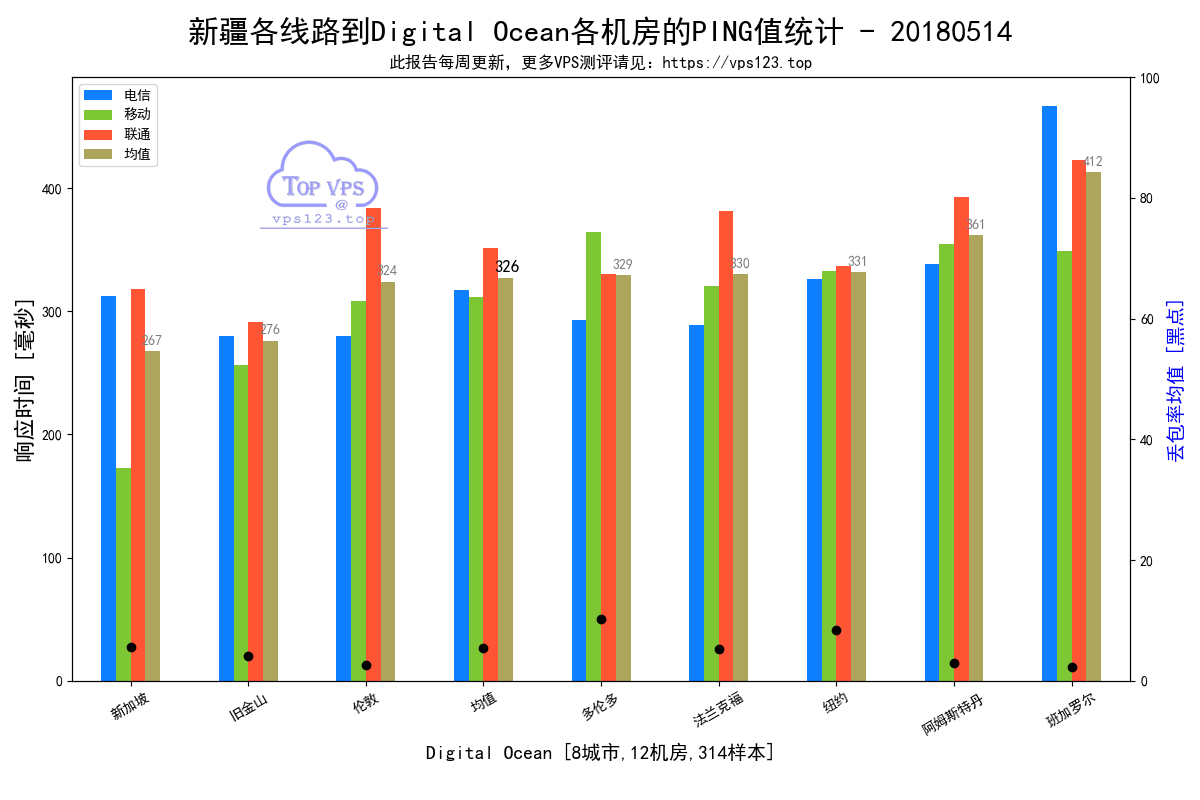 新疆各线路到Digital Ocean各机房的PING值统计 - 20180514
此报告每周更新，更多VPS测评请见：https://vps123.top
电信
移动
联通
均值
TOP VPS
@
vps123.top
响应时间 [毫秒]
400
300
200
100
0
267
276
324
326
329
330
331
361
412
100
80
60
40
20
0
丢包率均值 [黑点]
新加坡
旧金山
伦敦
均值
多伦多
法兰克福
纽约
阿姆斯特丹
班加罗尔
Digital Ocean [8城市,12机房,314样本]